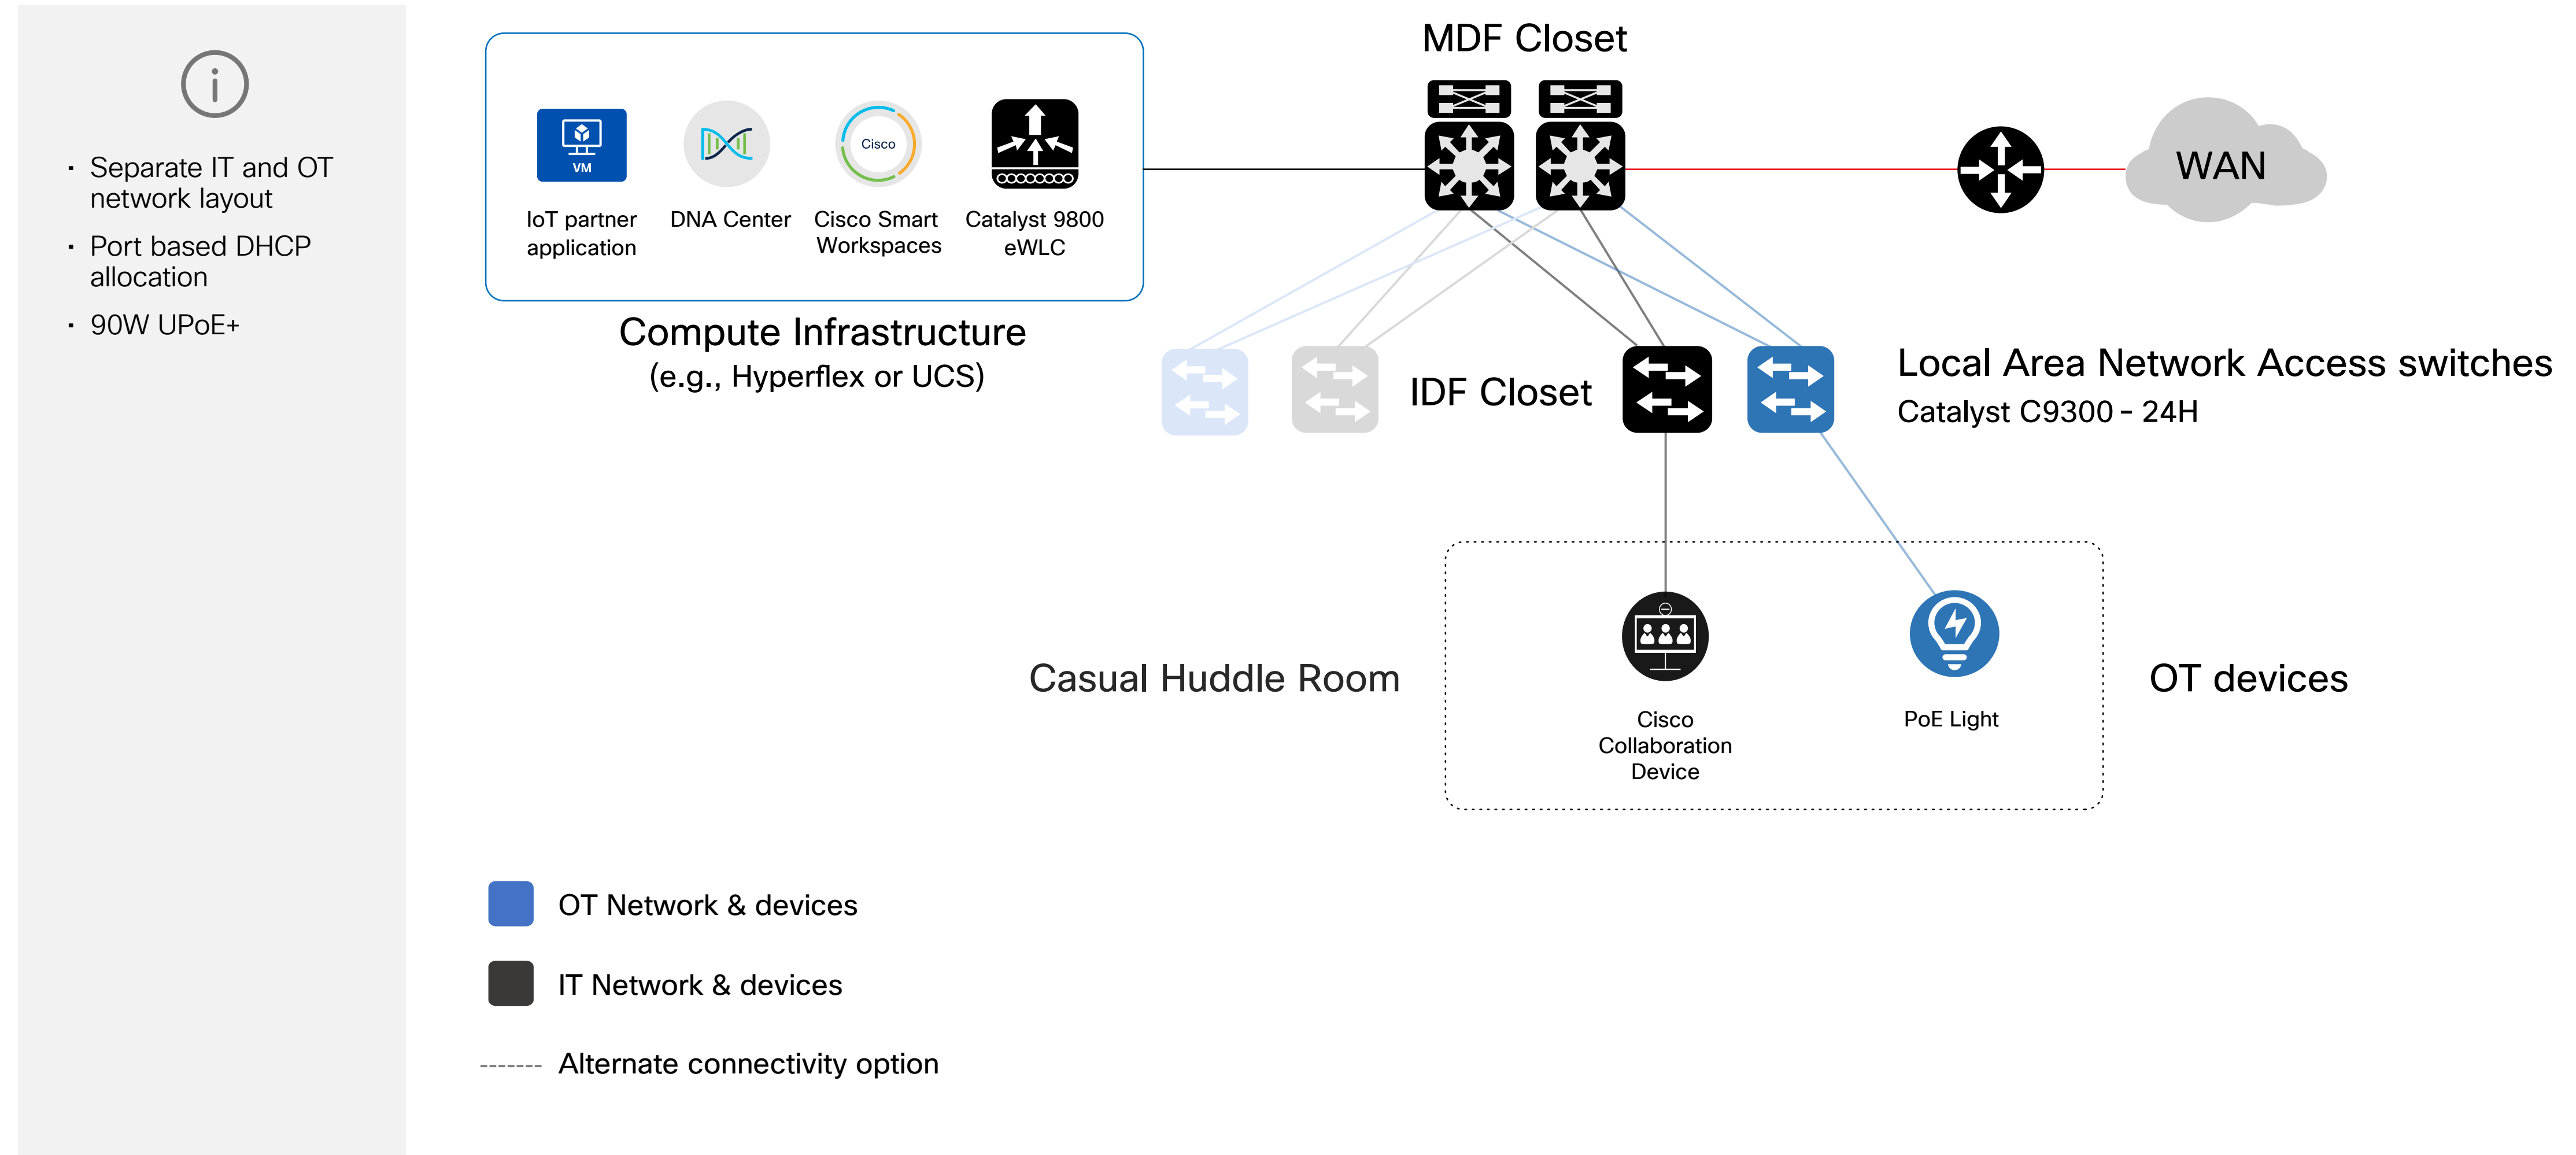 · Separate IT and OT
network layout
· Port based DHCP
allocation
· 90W UPoE+
VM
IoT partner
application
DNA Center
Cisco
Cisco Smart
Workspaces
Catalyst 9800
eWLC
Compute Infrastructure
(e.g., Hyperflex or UCS)
MDF Closet
WAN
IDF Closet
Local Area Network Access switches
Catalyst C9300 - 24H
Casual Huddle Room
Cisco
Collaboration
Device
PoE Light
OT devices
OT Network & devices
IT Network & devices
Alternate connectivity option